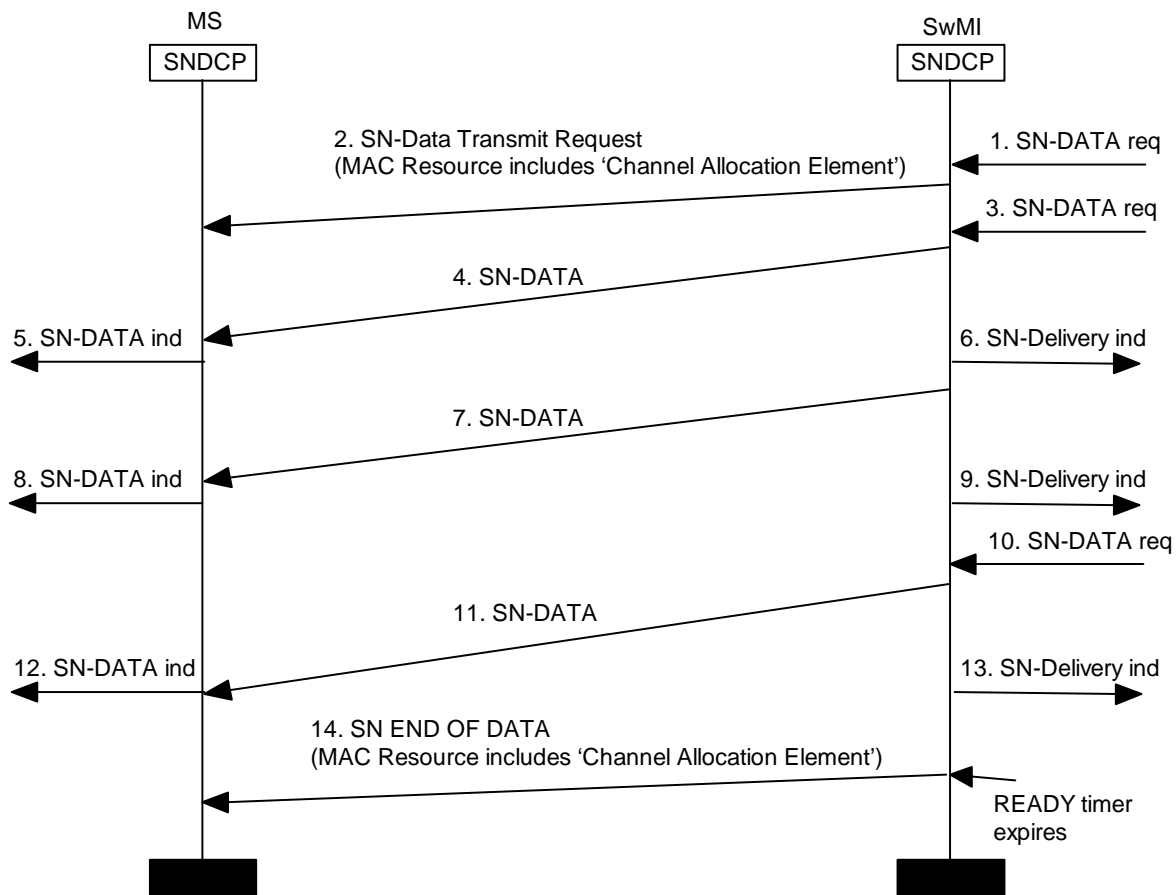 MS
SwMI
SNDCP
SNDCP
2. SN-Data Transmit Request
(MAC Resource includes ‘Channel Allocation Element’)
1. SN-DATA req
3. SN-DATA req
4. SN-DATA
5. SN-DATA ind
6. SN-Delivery ind
7. SN-DATA
8. SN-DATA ind
9. SN-Delivery ind
10. SN-DATA req
11. SN-DATA
12. SN-DATA ind
13. SN-Delivery ind
14. SN END OF DATA
(MAC Resource includes ‘Channel Allocation Element’)
READY timer
expires